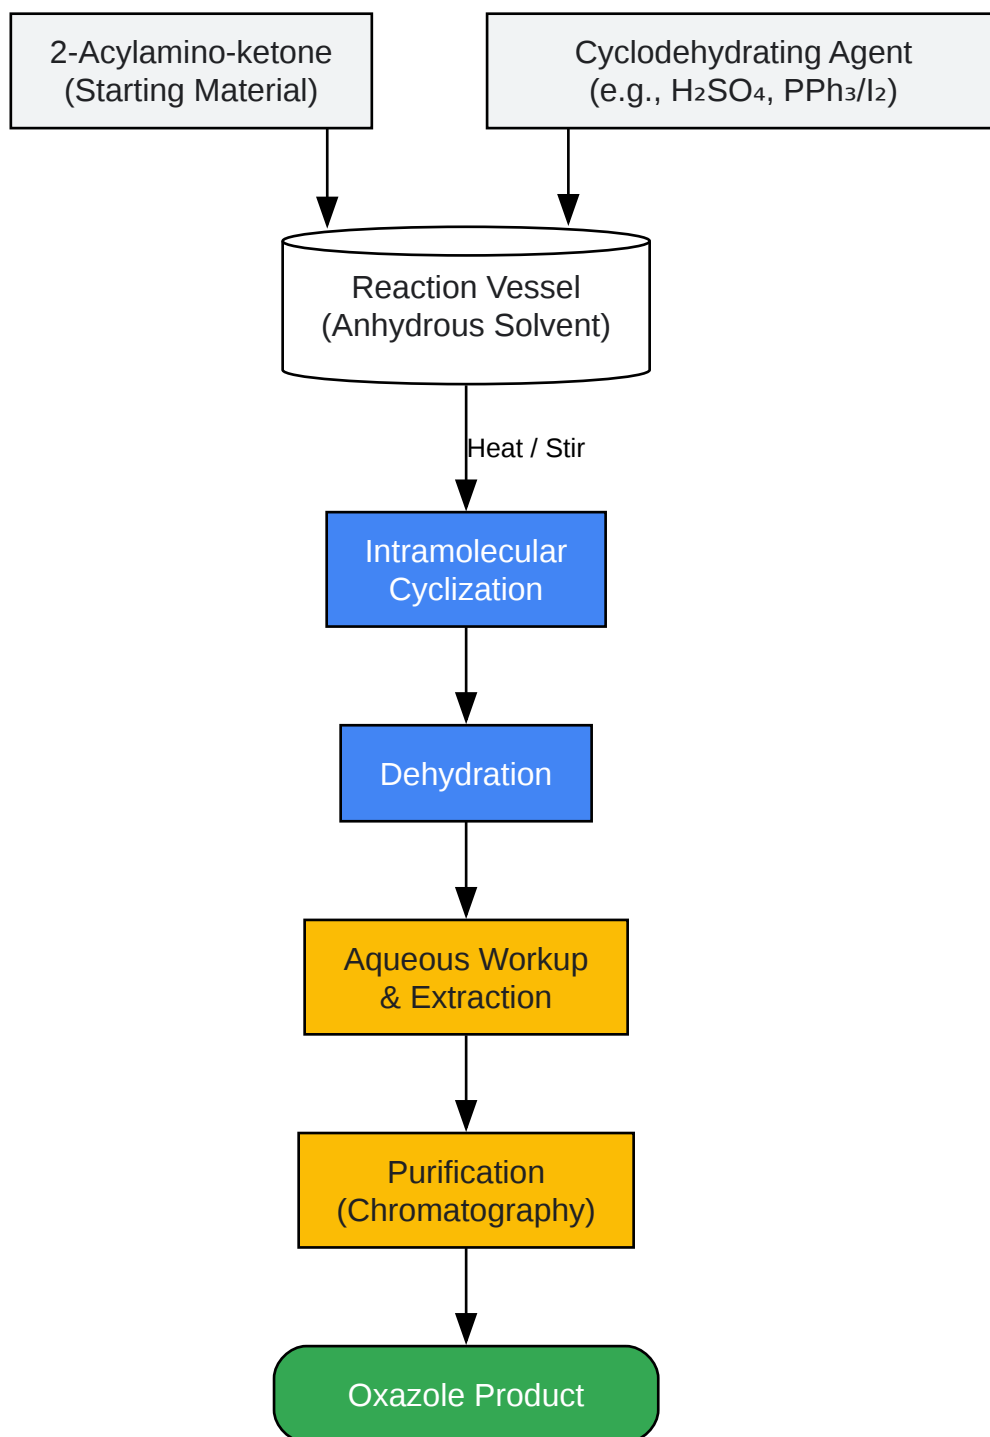 2-Acylamino-ketone
(Starting Material)
Cyclodehydrating Agent
(e.g., H₂SO₄, PPh₃/I₂)
Reaction Vessel
(Anhydrous Solvent)
Heat / Stir
Intramolecular
Cyclization
Dehydration
Aqueous Workup
& Extraction
Purification
(Chromatography)
Oxazole Product